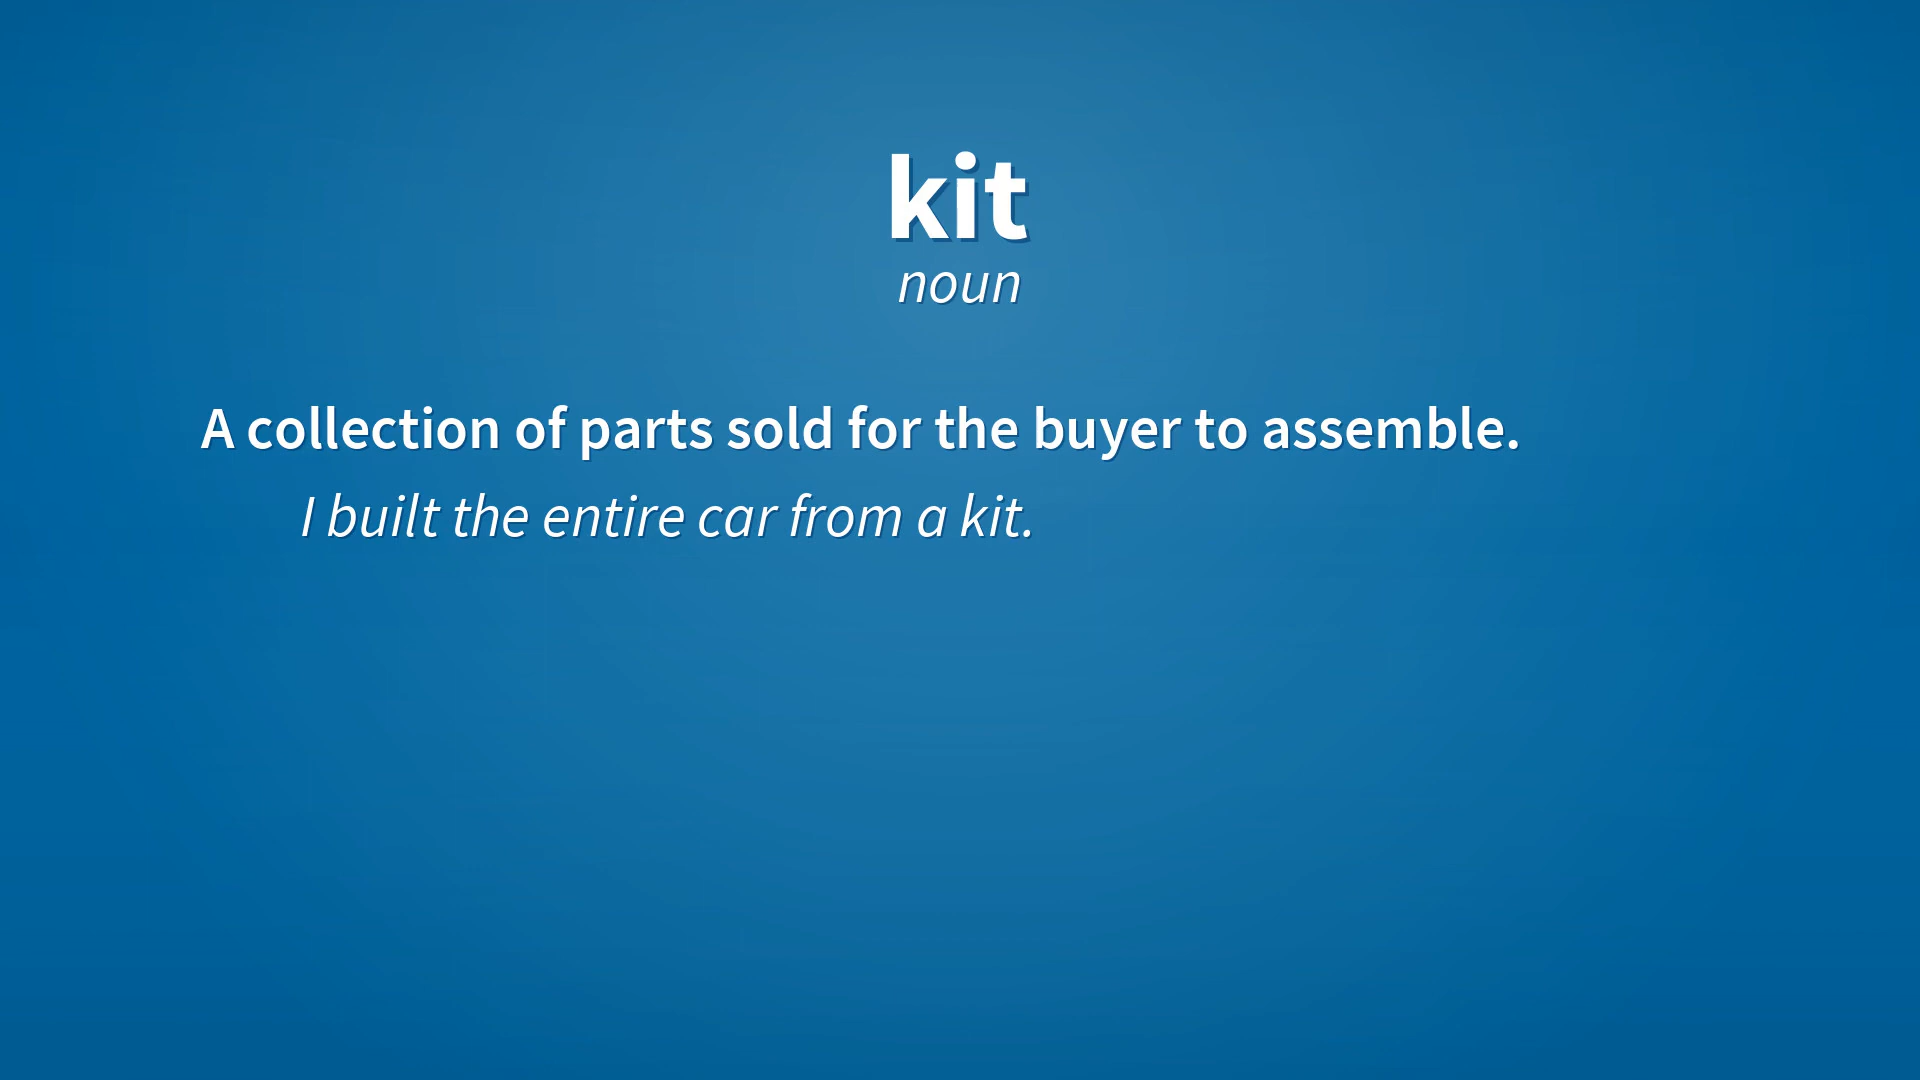 kit
noun
A collection of parts sold for the buyer to assemble.
I built the entire car from a kit.